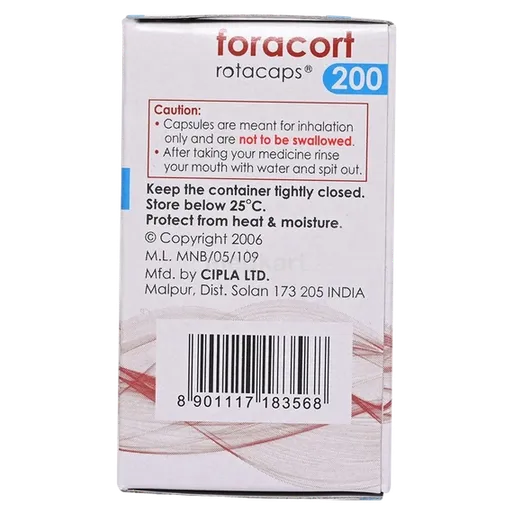 foracort
rotacaps®
200
Caution:
• Capsules are meant for inhalation
only and are not to be swallowed.
• After taking your medicine rinse
your mouth with water and spit out.
Keep the container tightly closed.
Store below 25°C.
Protect from heat & moisture.
© Copyright 2006
M.L. MNB/05/109
Mfd. by CIPLA LTD.
Malpur, Dist. Solan 173 205 INDIA
8 901117 183568